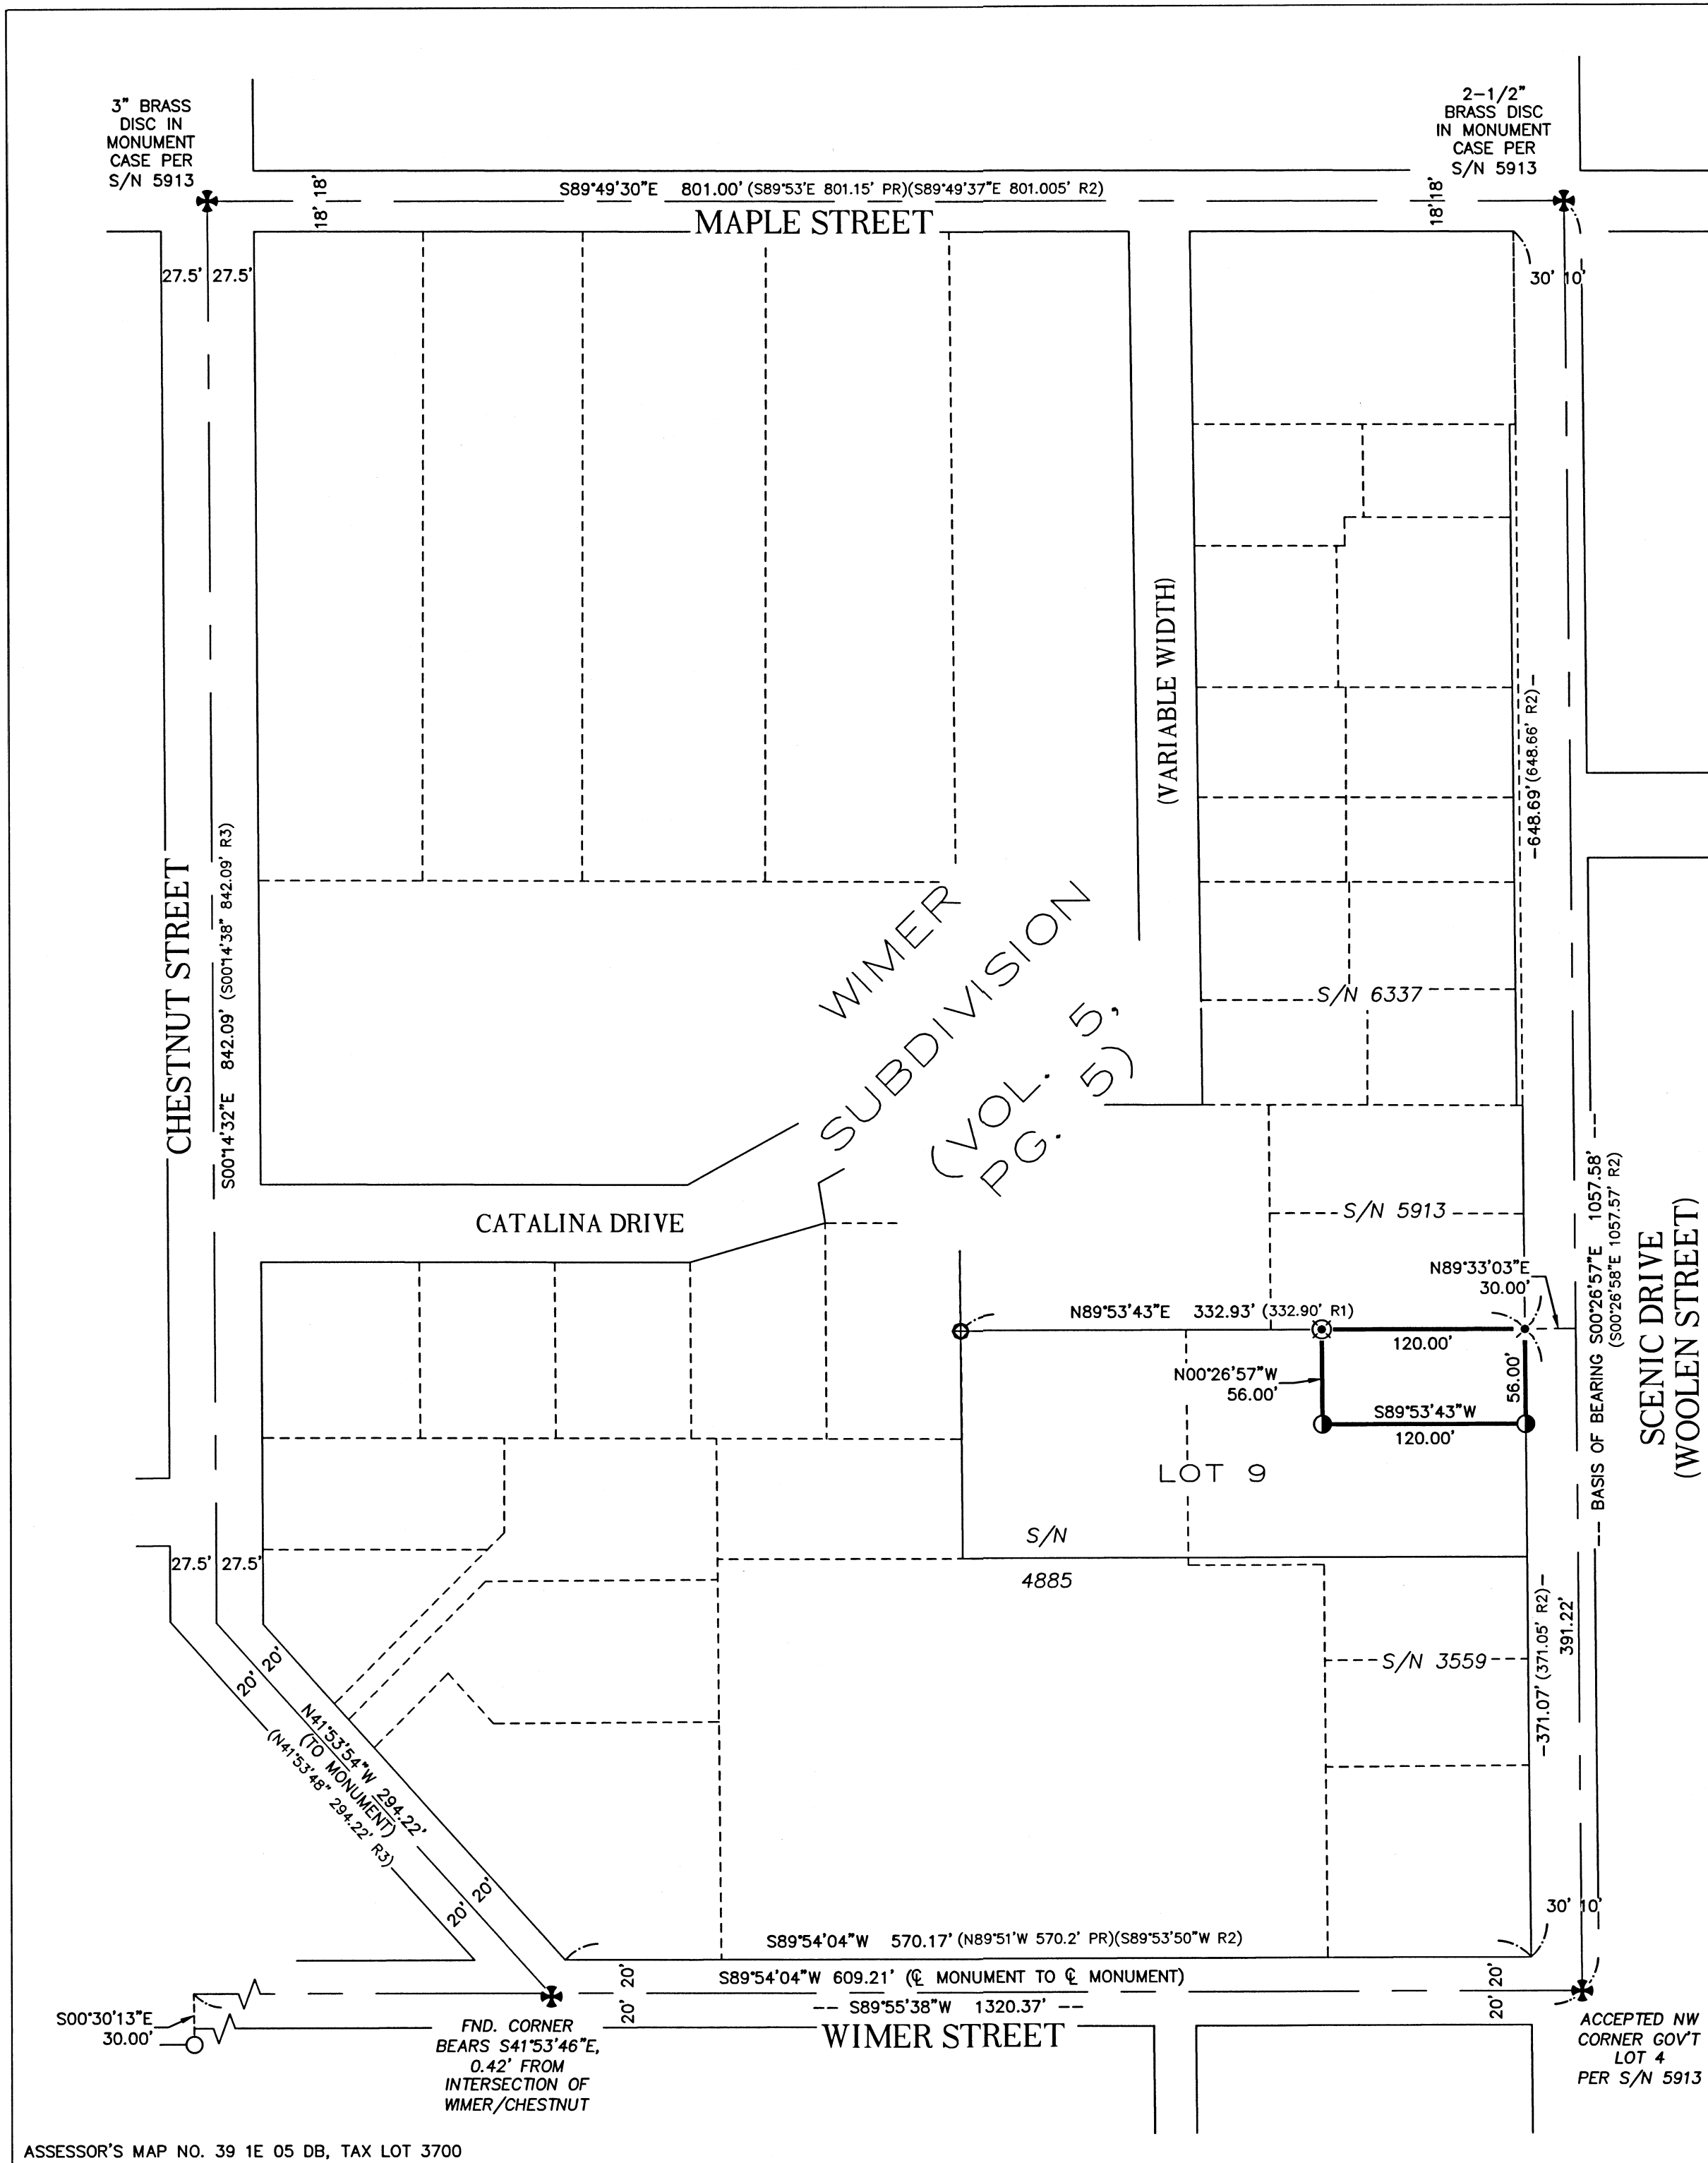 3" BRASS
DISC IN
MONUMENT
CASE PER
S/N 5913
2-1/2"
BRASS DISC
IN MONUMENT
CASE PER
S/N 5913
S89°49'30"E 801.00' (S89°53'E 801.15' PR)(S89°49'37"E 801.005' R2)
18' 18'
18' 18'
MAPLE STREET
27.5' 27.5'
30' 10'
(VARIABLE WIDTH)
-648.69'(648.66' R2)-
CHESTNUT STREET
S00°14'32"E 842.09' (S00°14'38" 842.09' R3)
WIMER
SUBDIVISION
(VOL. 5,
PG. 5)
S/N 6337
S/N 5913
CATALINA DRIVE
BASIS OF BEARING S00°26'57"E 1057.58'
(S00°26'58"E 1057.57' R2)
SCENIC DRIVE
(WOOLEN STREET)
N89°33'03"E
30.00'
N89°53'43"E 332.93' (332.90' R1)
120.00'
N00°26'57"W
56.00'
56.00'
S89°53'43"W
120.00'
LOT 9
S/N
4885
27.5' 27.5'
-371.07' (371.05' R2)-
391.22'
S/N 3559
20' 20'
N41°53'54"W 294.22'
(TO MONUMENT)
(N41°53'48" 294.22' R3)
20' 20'
30' 10'
S89°54'04"W 570.17' (N89°51'W 570.2' PR)(S89°53'50"W R2)
S89°54'04"W 609.21' (℄ MONUMENT TO ℄ MONUMENT)
20' 20'
20' 20'
S89°55'38"W 1320.37'
WIMER STREET
S00°30'13"E
30.00'
FND. CORNER
BEARS S41°53'46"E,
0.42' FROM
INTERSECTION OF
WIMER/CHESTNUT
ACCEPTED NW
CORNER GOV'T
LOT 4
PER S/N 5913
ASSESSOR'S MAP NO. 39 1E 05 DB, TAX LOT 3700